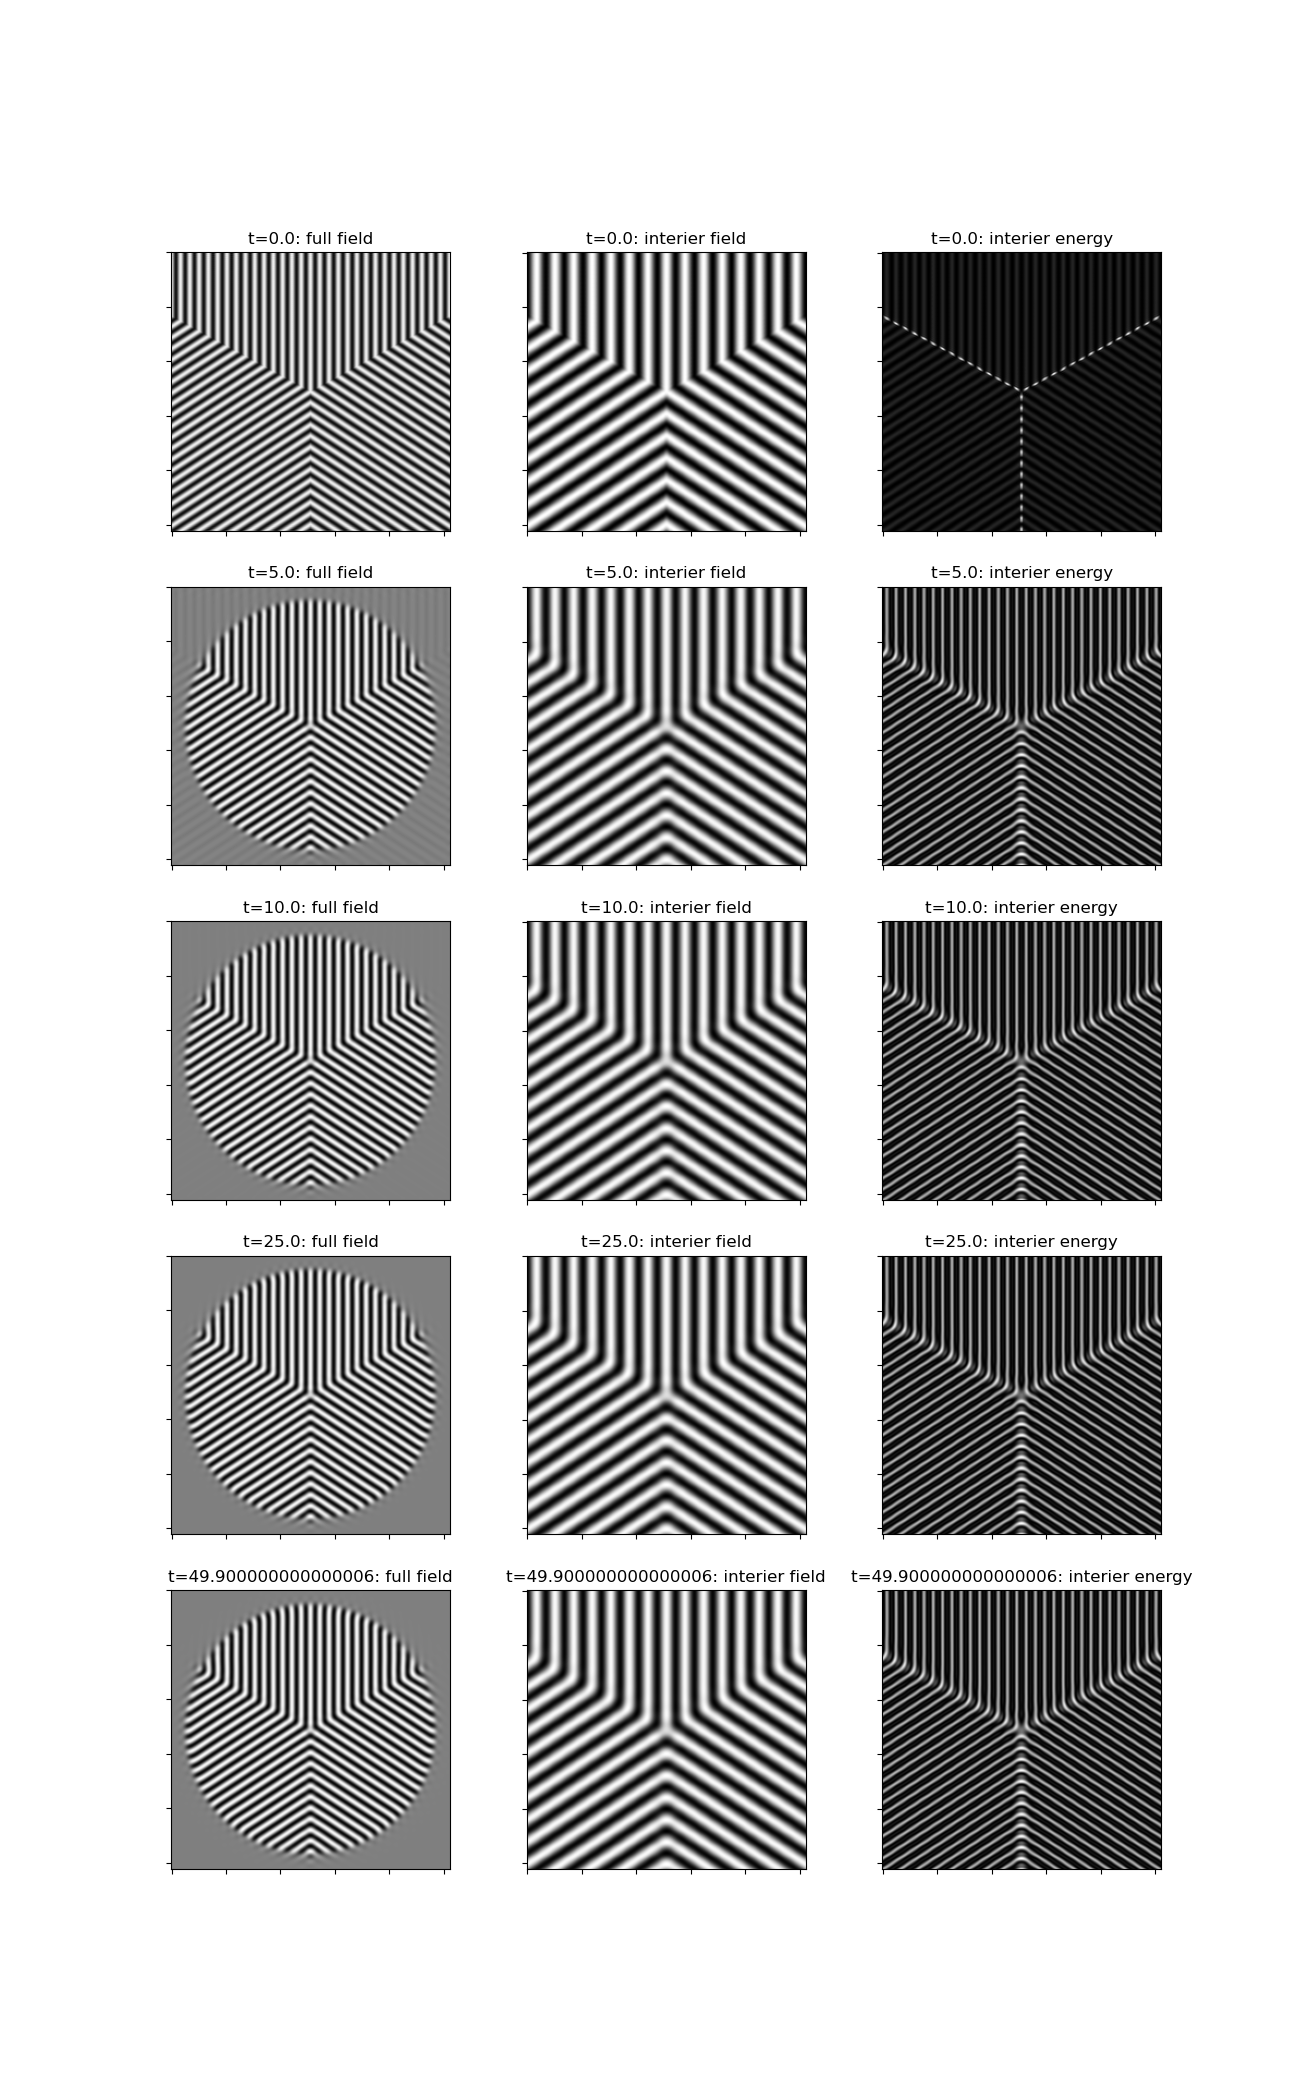 t=0.0: full field
t=0.0: interier field
t=0.0: interier energy
t=5.0: full field
t=5.0: interier field
t=5.0: interier energy
t=10.0: full field
t=10.0: interier field
t=10.0: interier energy
t=25.0: full field
t=25.0: interier field
t=25.0: interier energy
t=49.900000000000006: full field
t=49.900000000000006: interier field
t=49.900000000000006: interier energy